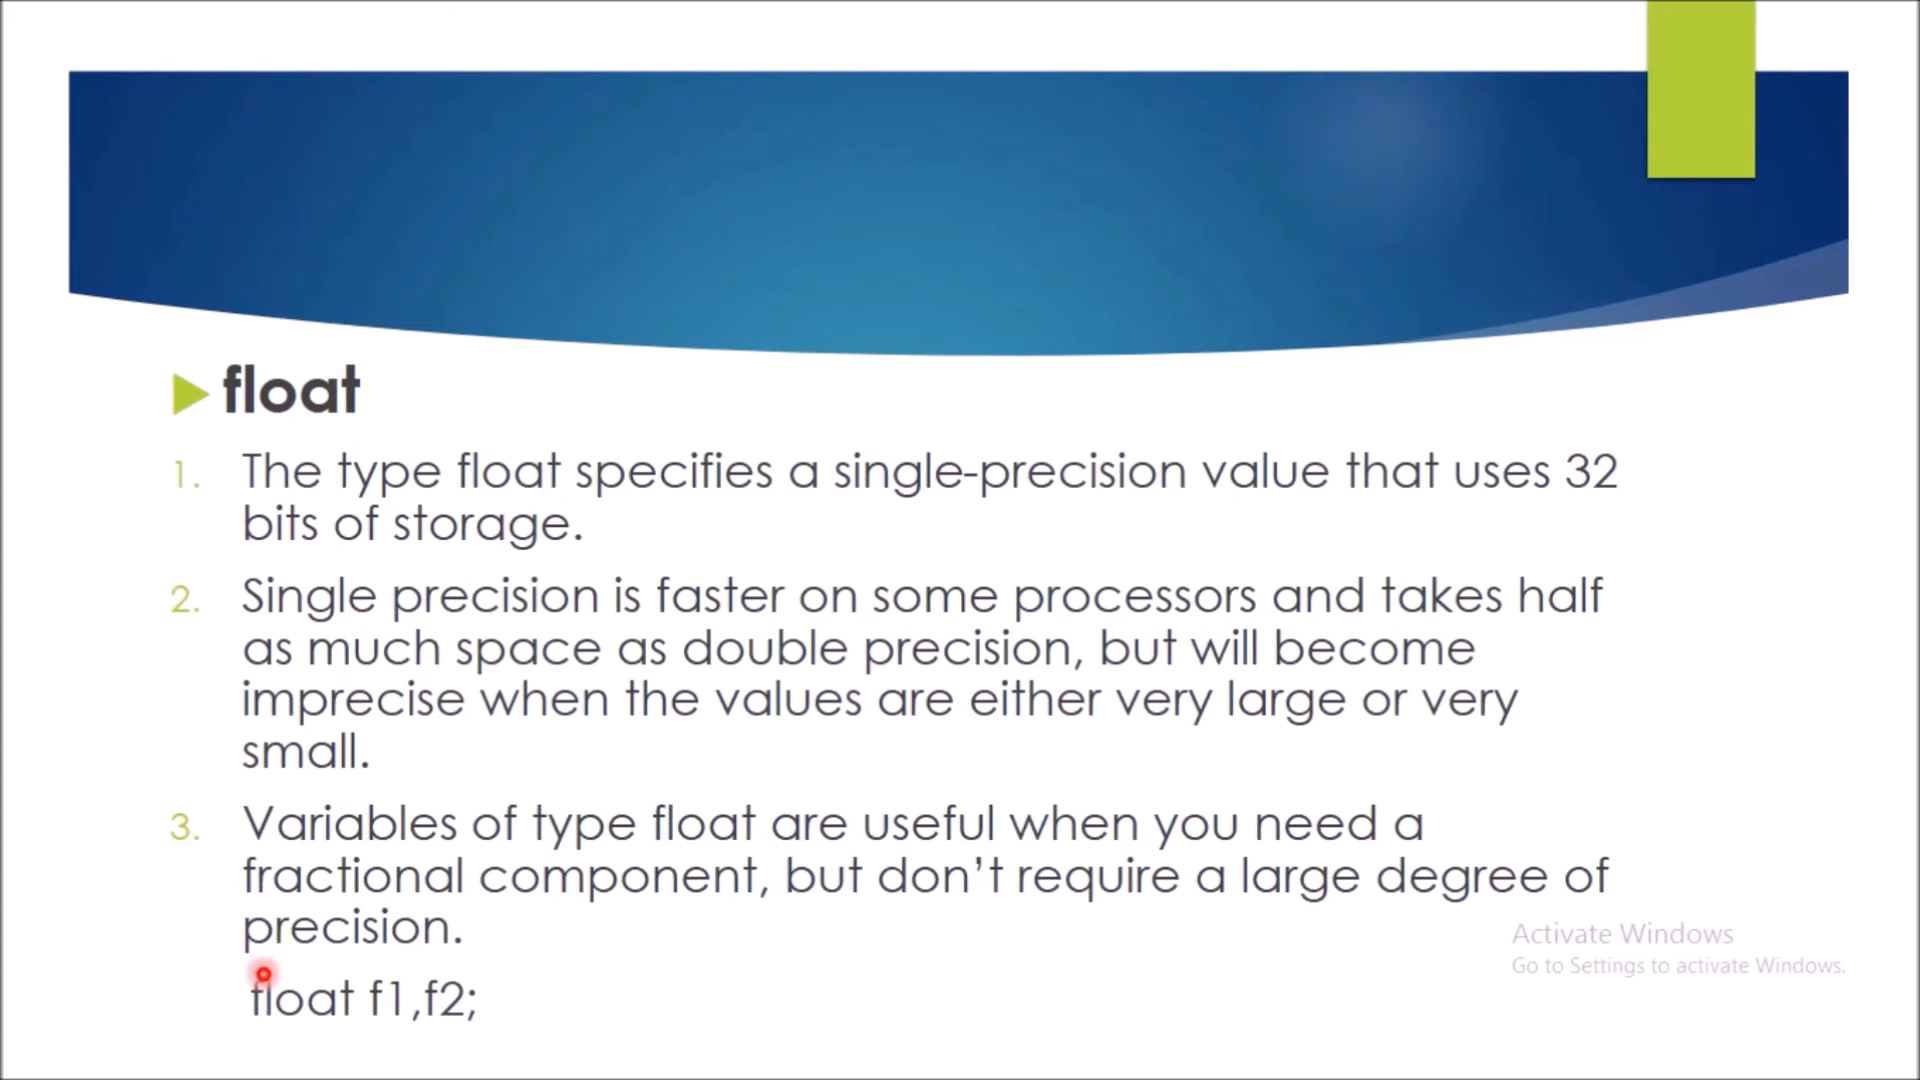 float
1. The type float specifies a single-precision value that uses 32
bits of storage.
2. Single precision is faster on some processors and takes half
as much space as double precision, but will become
imprecise when the values are either very large or very
small.
3. Variables of type float are useful when you need a
fractional component, but don’t require a large degree of
precision.
float f1,f2;
Activate Windows
Go to Settings to activate Windows.